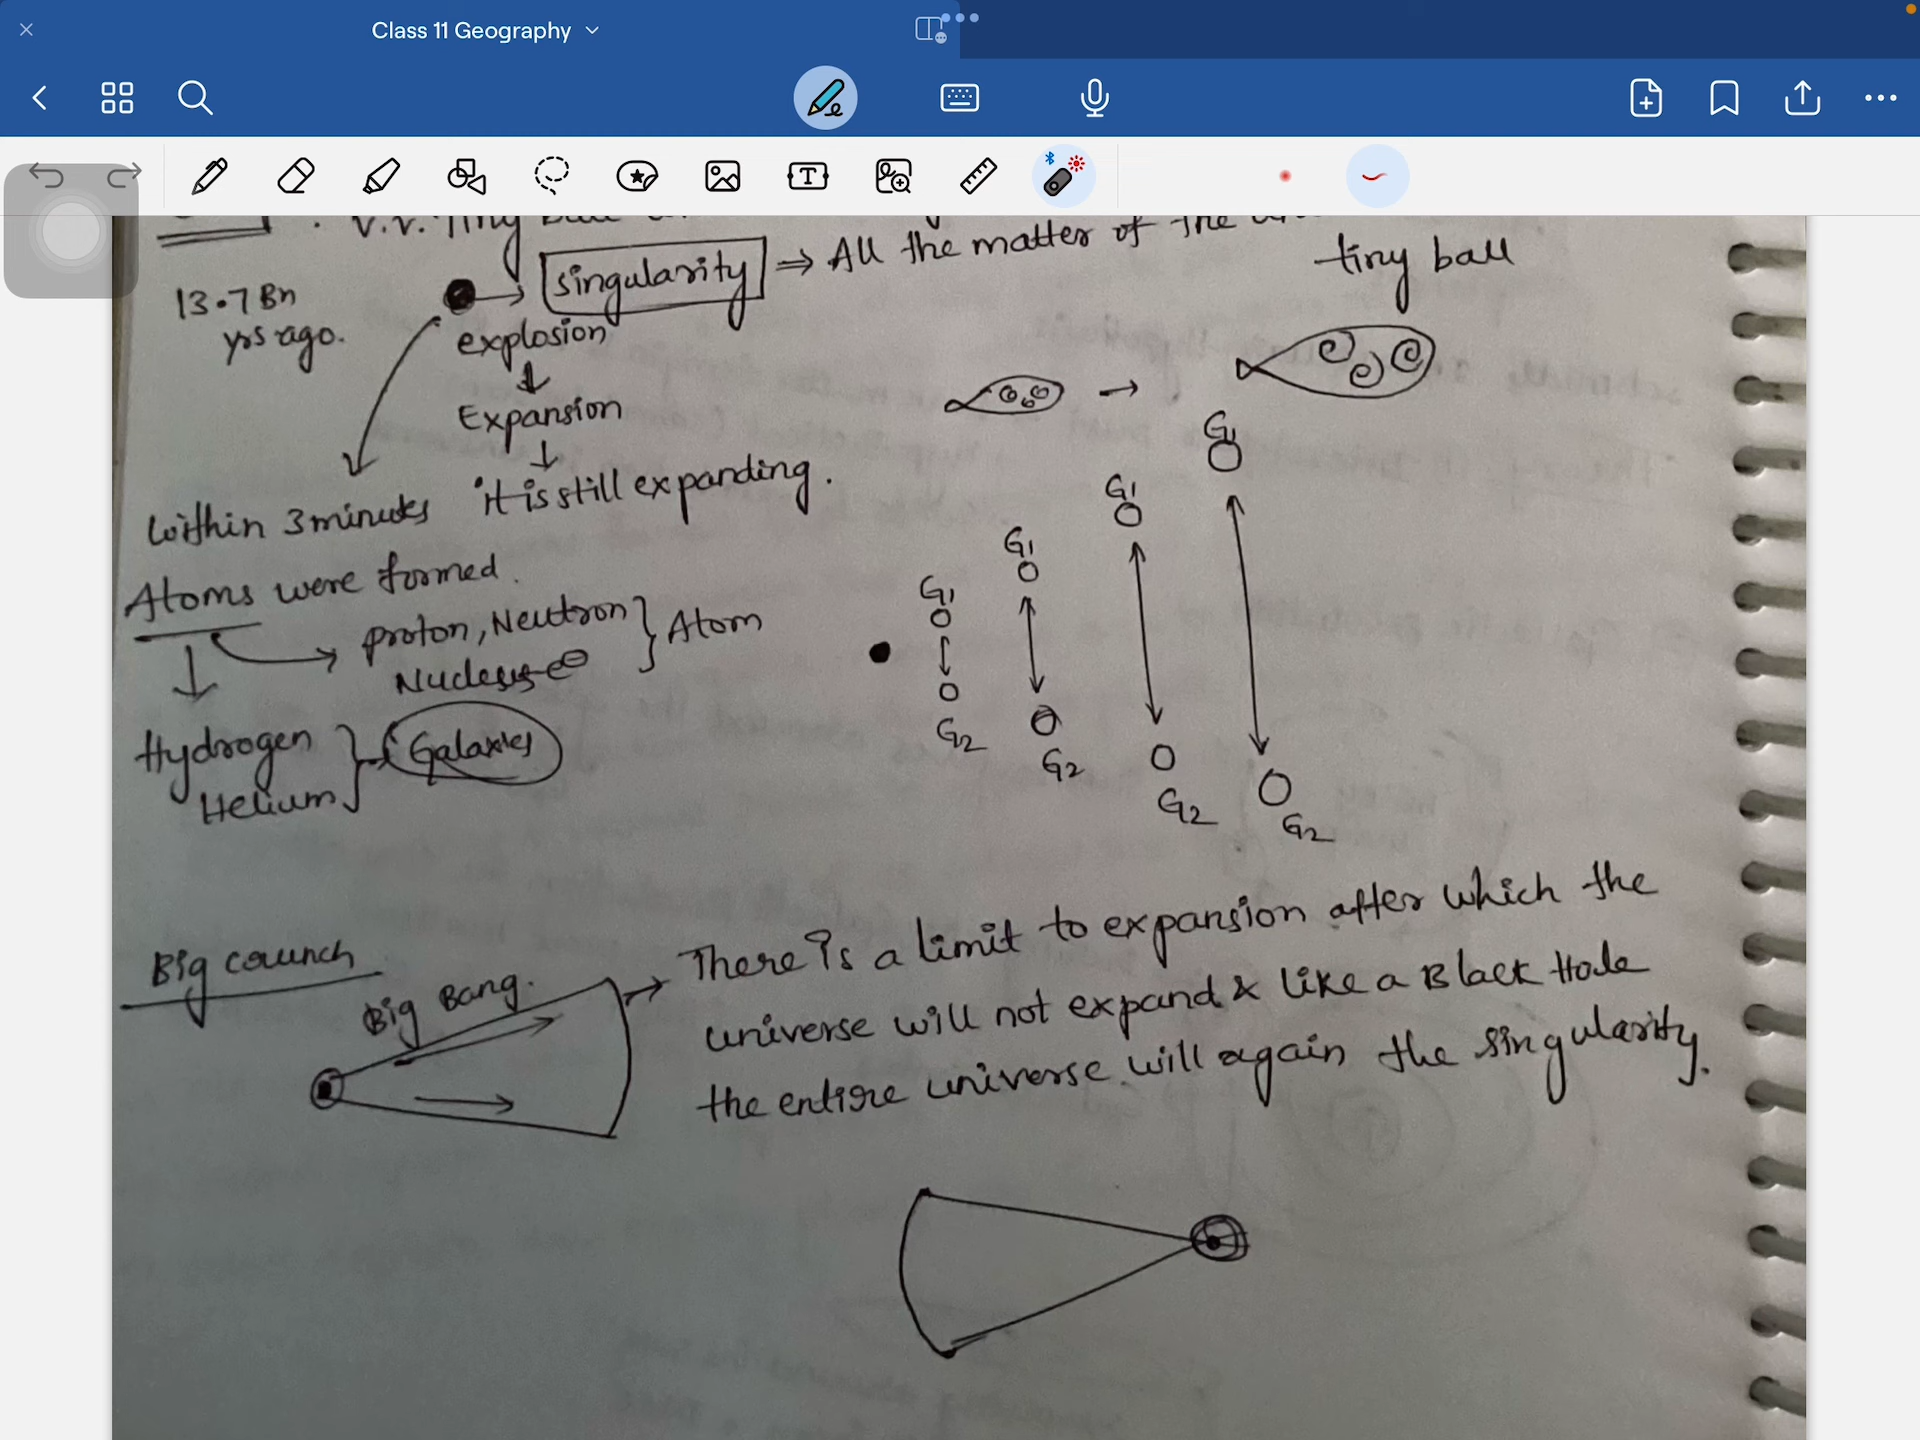 Class 11 Geography
V.V. Tiny
singularity ⇒ All the matter of the
tiny ball
13.7 Bn
yrs ago.
explosion
↓
Expansion
↓
it is still expanding.
Within 3 minutes
Atoms were formed.
proton, Neutron } Atom
Nucleus e⊖
Hydrogen
Helium } → Galaxies
G1 G1 G1 G1
G2 G2 G2 G2
Big crunch
Big Bang.
→ There is a limit to expansion after which the
universe will not expand & like a Black Hole
the entire universe will again the singularity.